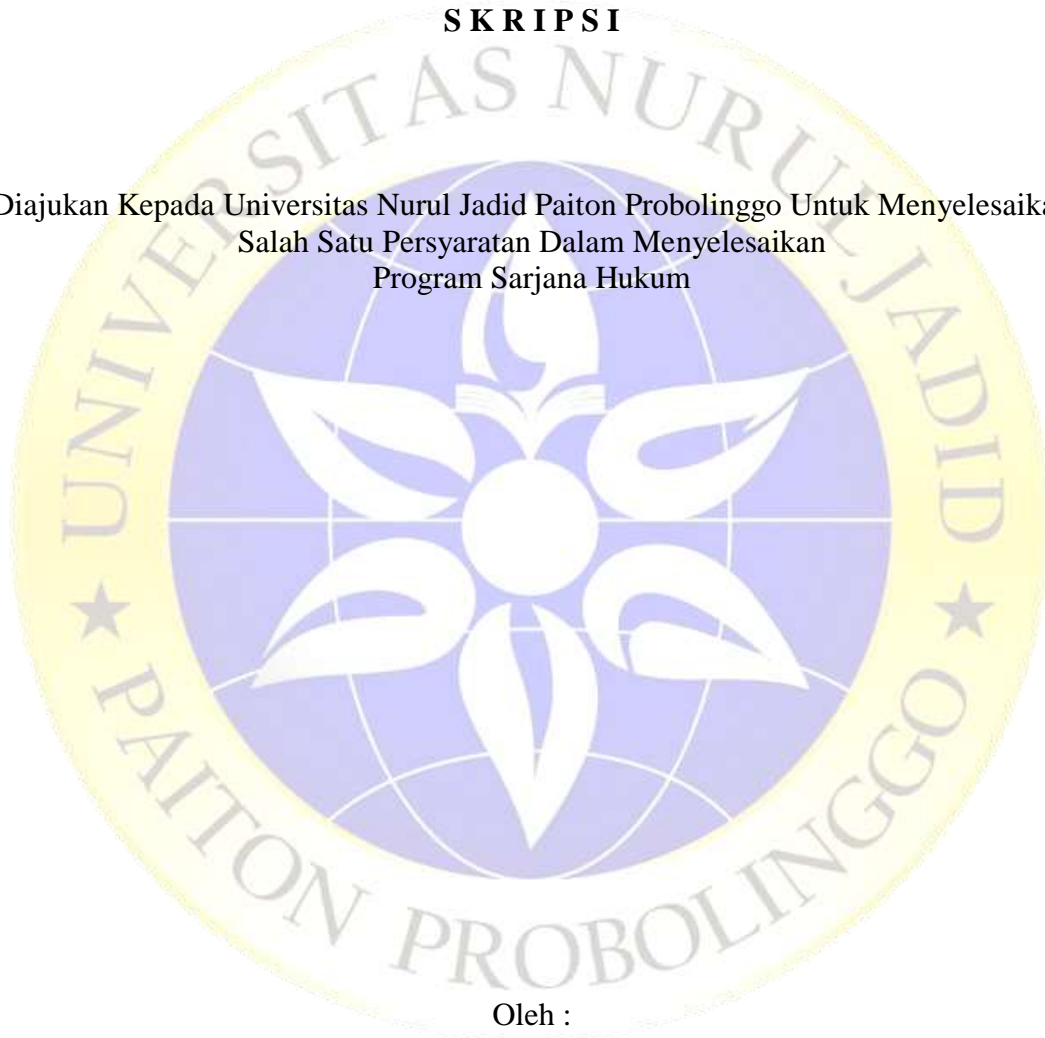 S K R I P S I
Diajukan Kepada Universitas Nurul Jadid Paiton Probolinggo Untuk Menyelesaika
Salah Satu Persyaratan Dalam Menyelesaikan
Program Sarjana Hukum
UNIVERSITAS NURUL JADID
PAITON PROBOLINGGO
Oleh :